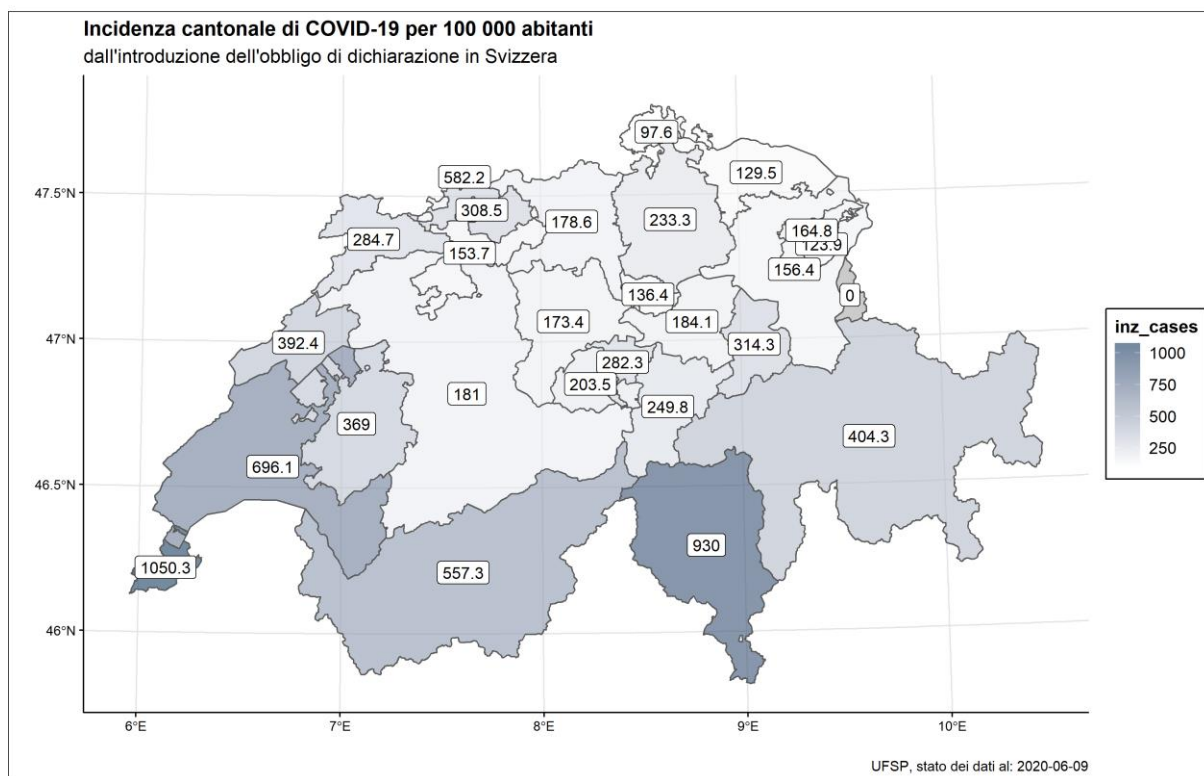 Incidenza cantonale di COVID-19 per 100 000 abitanti
dall'introduzione dell'obbligo di dichiarazione in Svizzera
97.6
582.2
129.5
47.5°N
308.5
178.6
233.3
164.8
284.7
123.9
153.7
156.4
136.4
0
173.4
184.1
47°N
392.4
314.3
282.3
203.5
181
249.8
369
404.3
696.1
46.5°N
930
1050.3
557.3
46°N
6°E
7°E
8°E
9°E
10°E
inz_cases
1000
750
500
250
UFSP, stato dei dati al: 2020-06-09